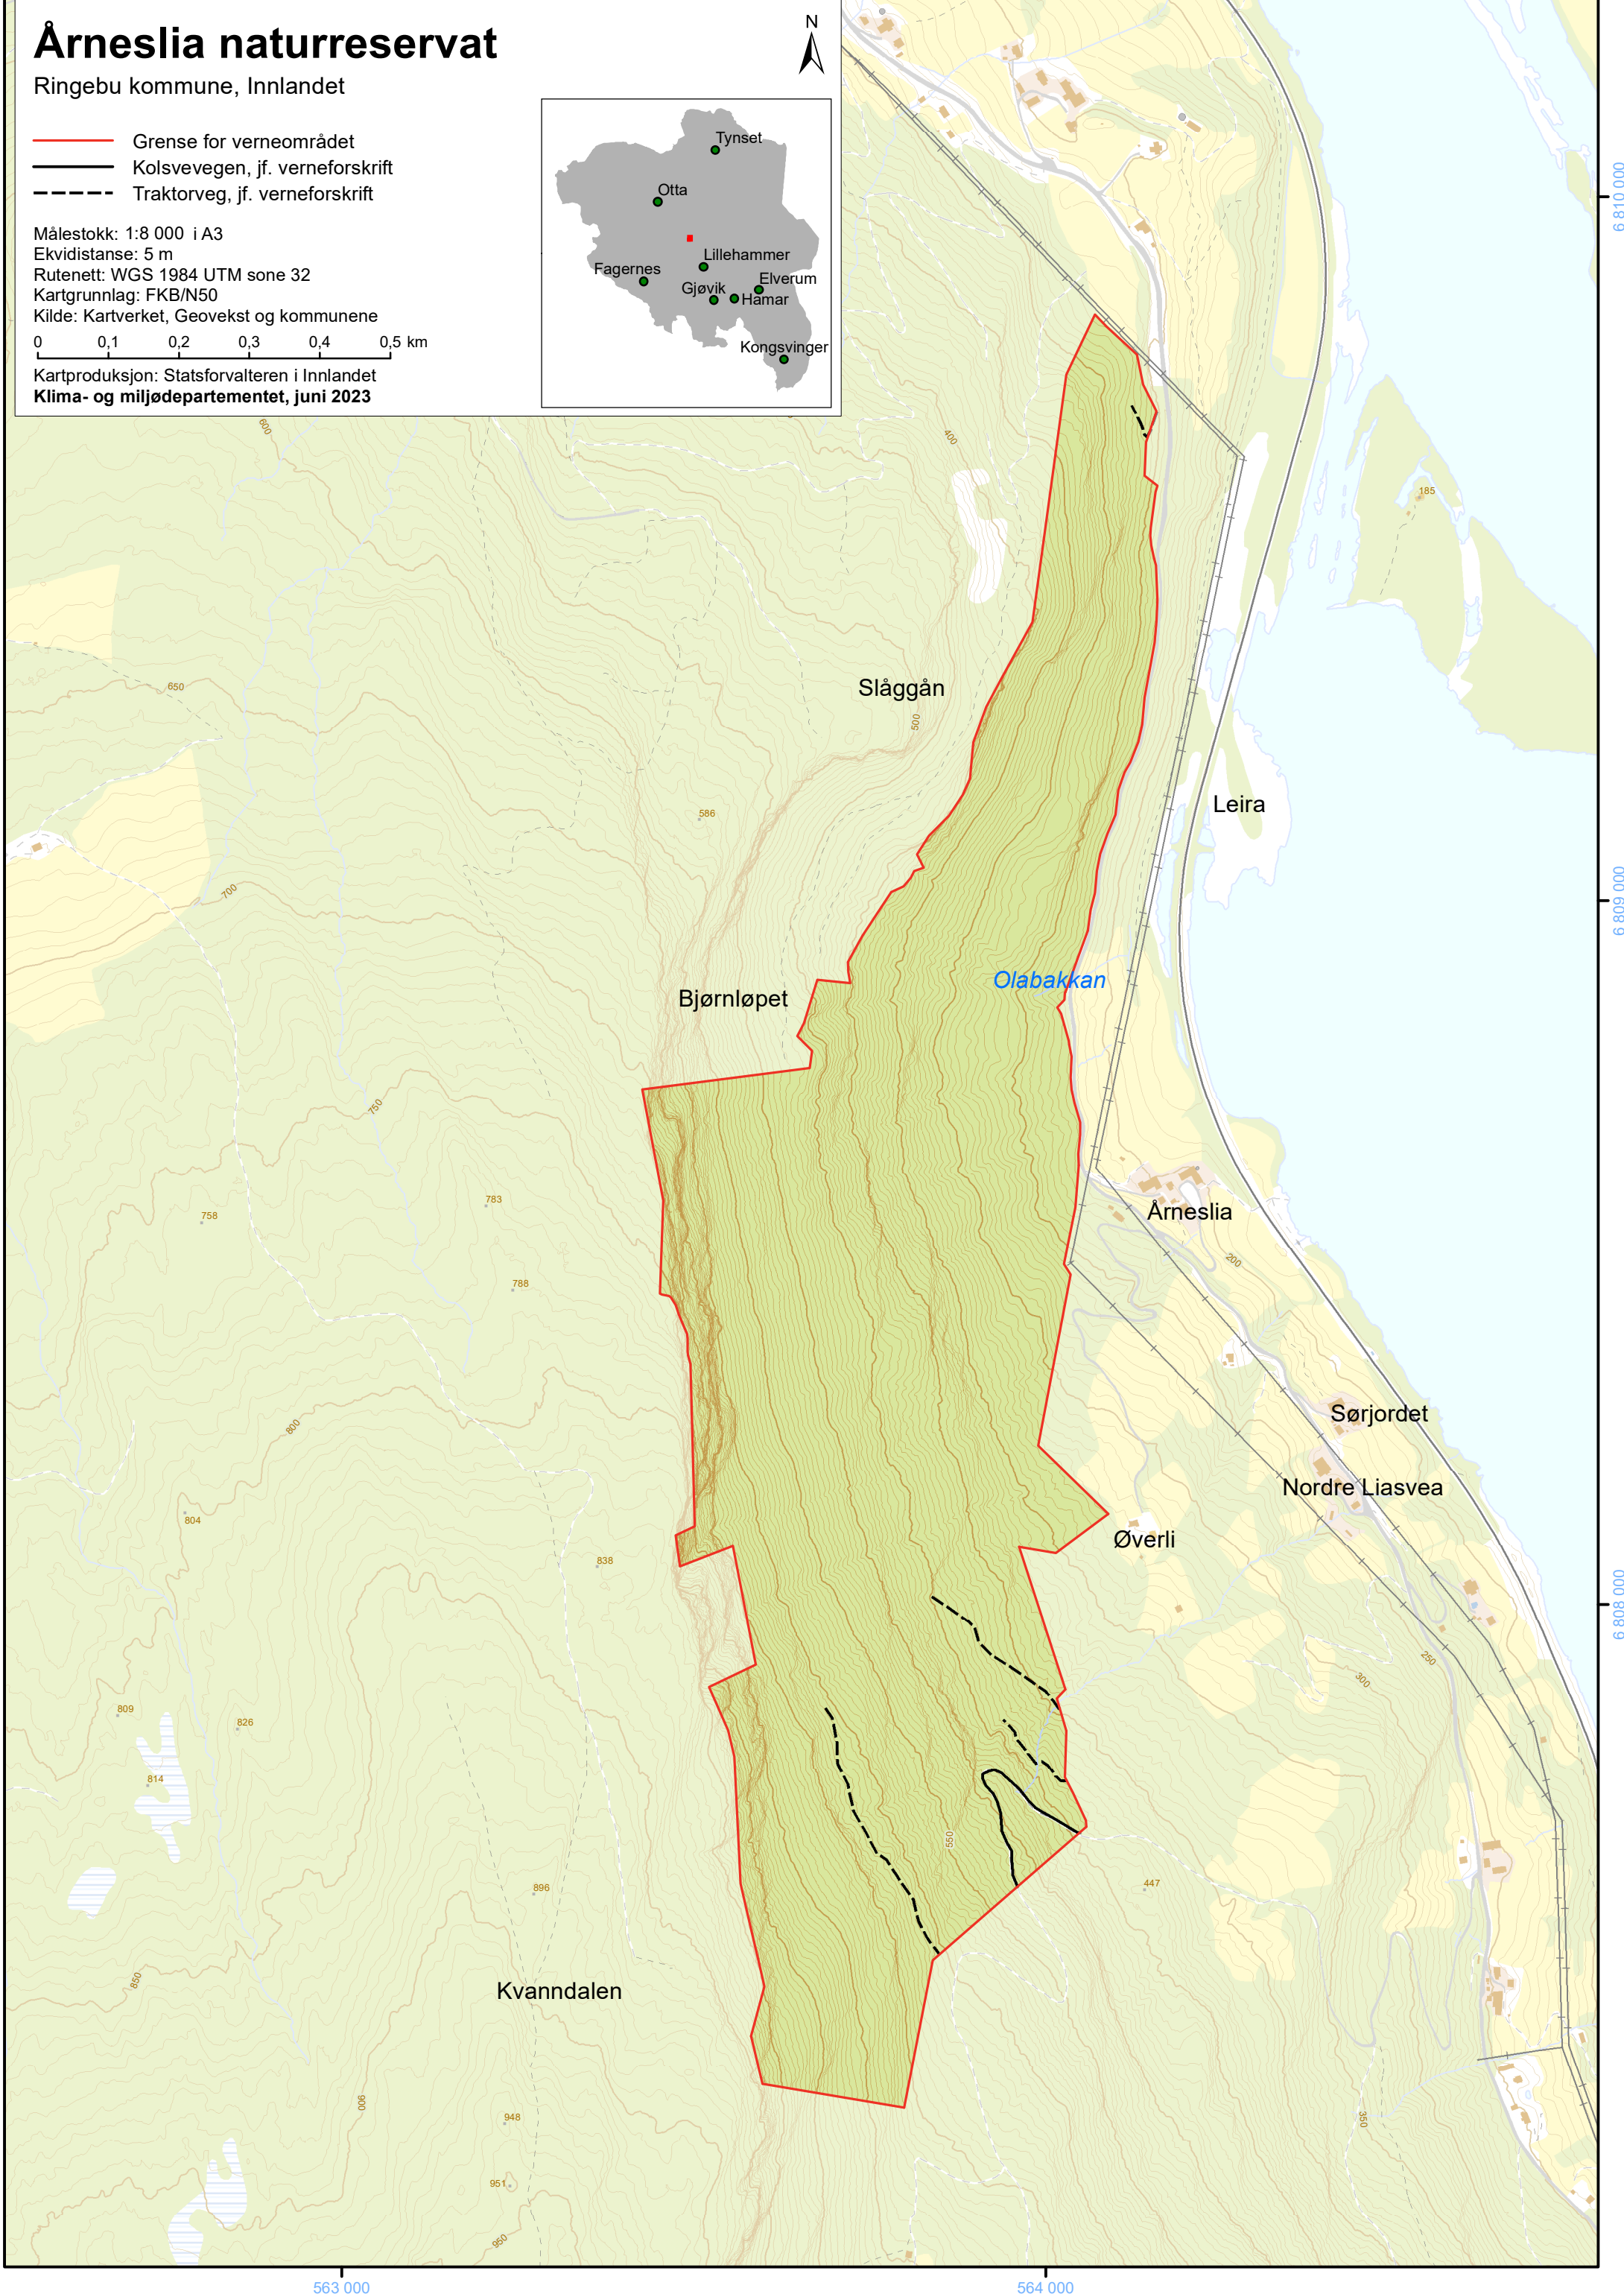 Årneslia naturreservat
Ringebu kommune, Innlandet
N
Grense for verneområdet
Kolsvevegen, jf. verneforskrift
Traktorveg, jf. verneforskrift
Målestokk: 1:8 000 i A3
Ekvidistanse: 5 m
Rutenett: WGS 1984 UTM sone 32
Kartgrunnlag: FKB/N50
Kilde: Kartverket, Geovekst og kommunene
0 0,1 0,2 0,3 0,4 0,5 km
Kartproduksjon: Statsforvalteren i Innlandet
Klima- og miljødepartementet, juni 2023
Tynset
Otta
Lillehammer
Fagernes
Elverum
Gjøvik
Hamar
Kongsvinger
6 810 000
600
400
185
650
Slåggån
500
Leira
586
700
6 809 000
Olabakkan
Bjørnløpet
750
783
758
Årneslia
200
788
Sørjordet
800
Nordre Liasvea
804
Øverli
838
6 808 000
250
300
809
826
814
550
896
447
850
Kvanndalen
900
948
350
951
950
563 000
564 000